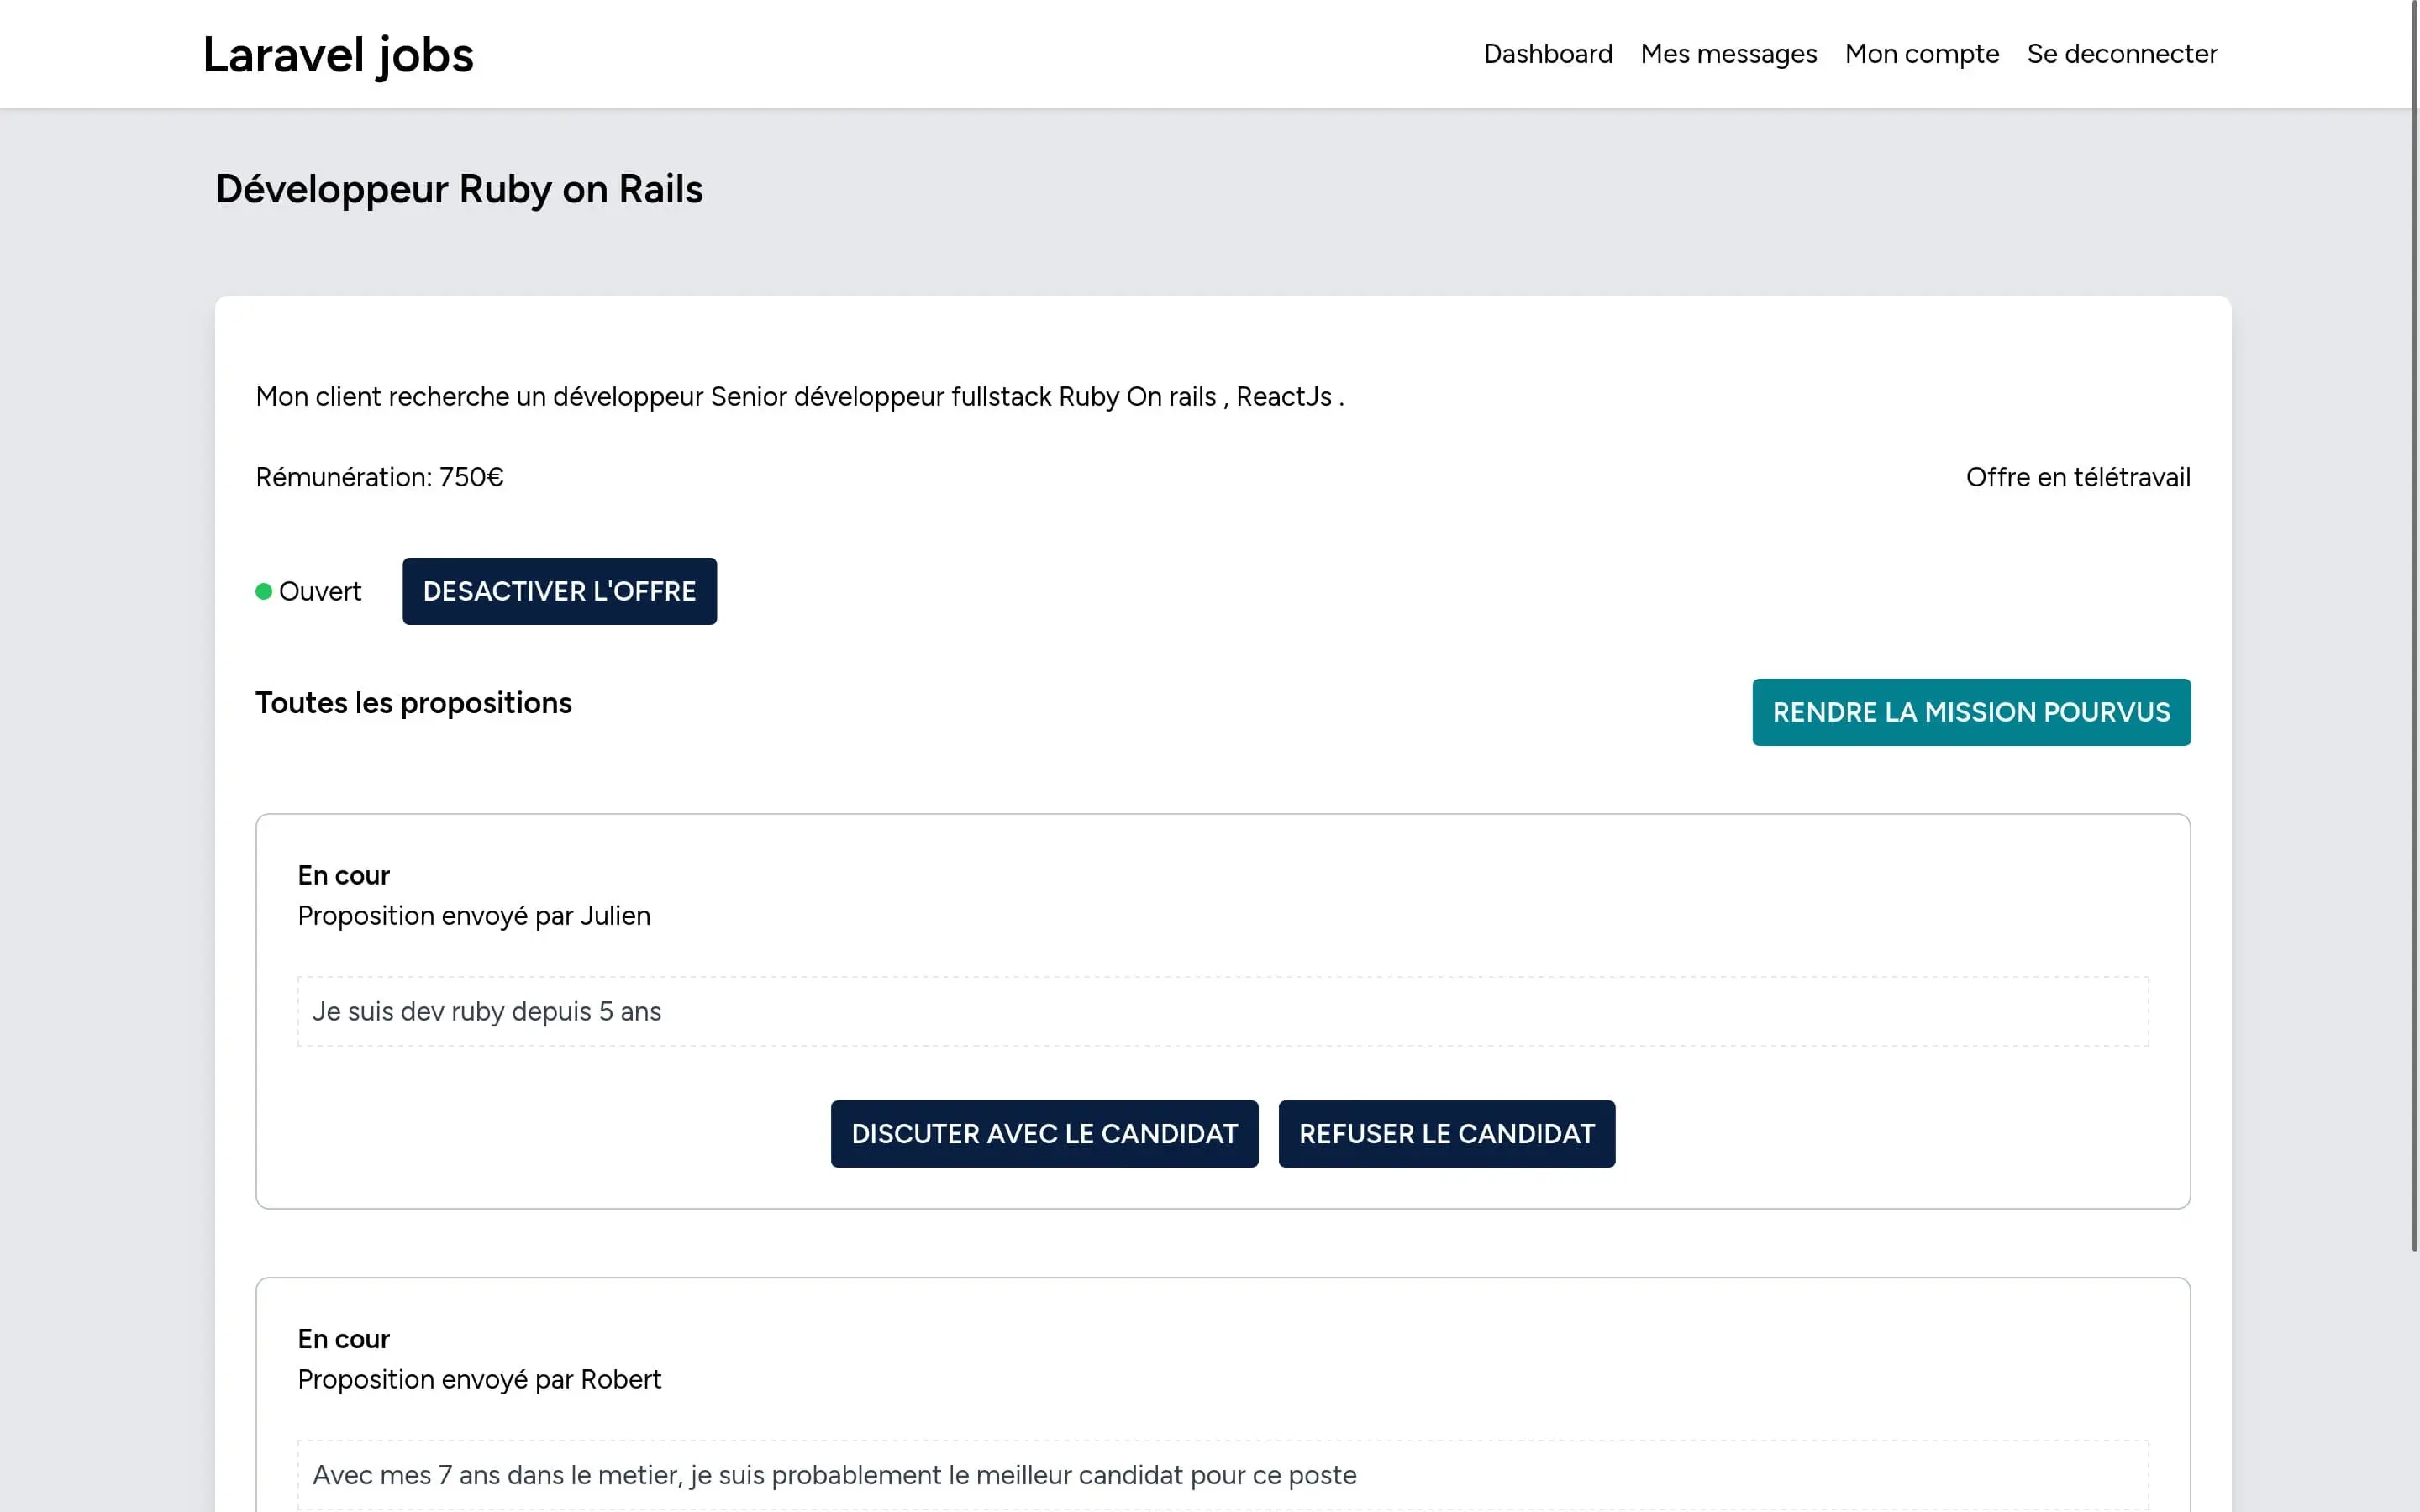 Laravel jobs
Dashboard Mes messages Mon compte Se deconnecter
Développeur Ruby on Rails
Mon client recherche un développeur Senior développeur fullstack Ruby On rails , ReactJs .
Rémunération: 750€
Offre en télétravail
Ouvert
DESACTIVER L'OFFRE
Toutes les propositions
RENDRE LA MISSION POURVUS
En cour
Proposition envoyé par Julien
Je suis dev ruby depuis 5 ans
DISCUTER AVEC LE CANDIDAT
REFUSER LE CANDIDAT
En cour
Proposition envoyé par Robert
Avec mes 7 ans dans le metier, je suis probablement le meilleur candidat pour ce poste